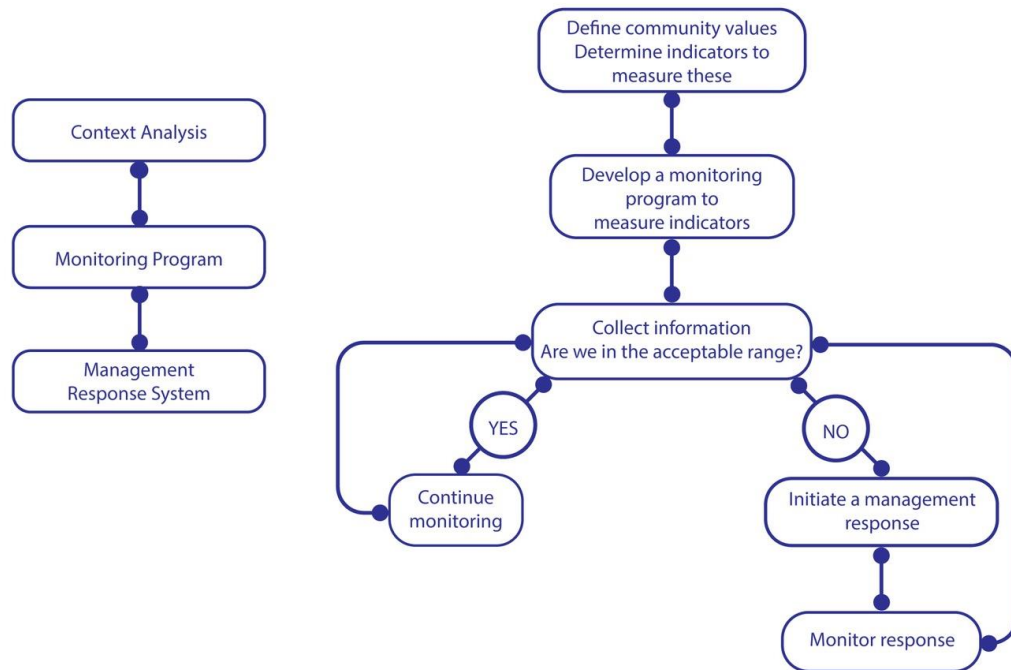 Context Analysis
Monitoring Program
Management
Response System
Define community values
Determine indicators to
measure these
Develop a monitoring
program to
measure indicators
Collect information
Are we in the acceptable range?
YES
NO
Continue
monitoring
Initiate a management
response
Monitor response